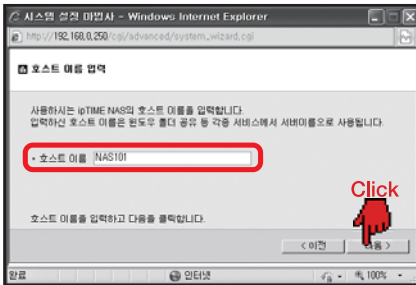 시스템 설정 마법사 - Windows Internet Explorer
http://192.168.0.250/cgi/advanced/system_wizard.cgi
호스트 이름 입력
사용하시는 ipTIME NAS의 호스트 이름을 입력합니다.
입력하신 호스트 이름은 윈도우 폴더 공유 등 각종 서비스에서 서버이름으로 사용됩니다.
· 호스트 이름 NAS101
Click
호스트 이름을 입력하고 다음을 클릭합니다.
< 이전 다음 >
완료 인터넷 100%